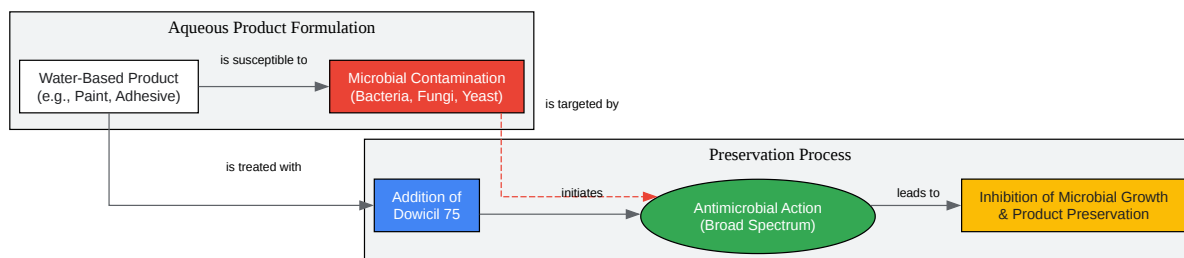 Aqueous Product Formulation
is susceptible to
Water-Based Product
(e.g., Paint, Adhesive)
Microbial Contamination
(Bacteria, Fungi, Yeast)
is targeted by
is treated with
Preservation Process
Addition of
Dowicil 75
initiates
Antimicrobial Action
(Broad Spectrum)
leads to
Inhibition of Microbial Growth
& Product Preservation